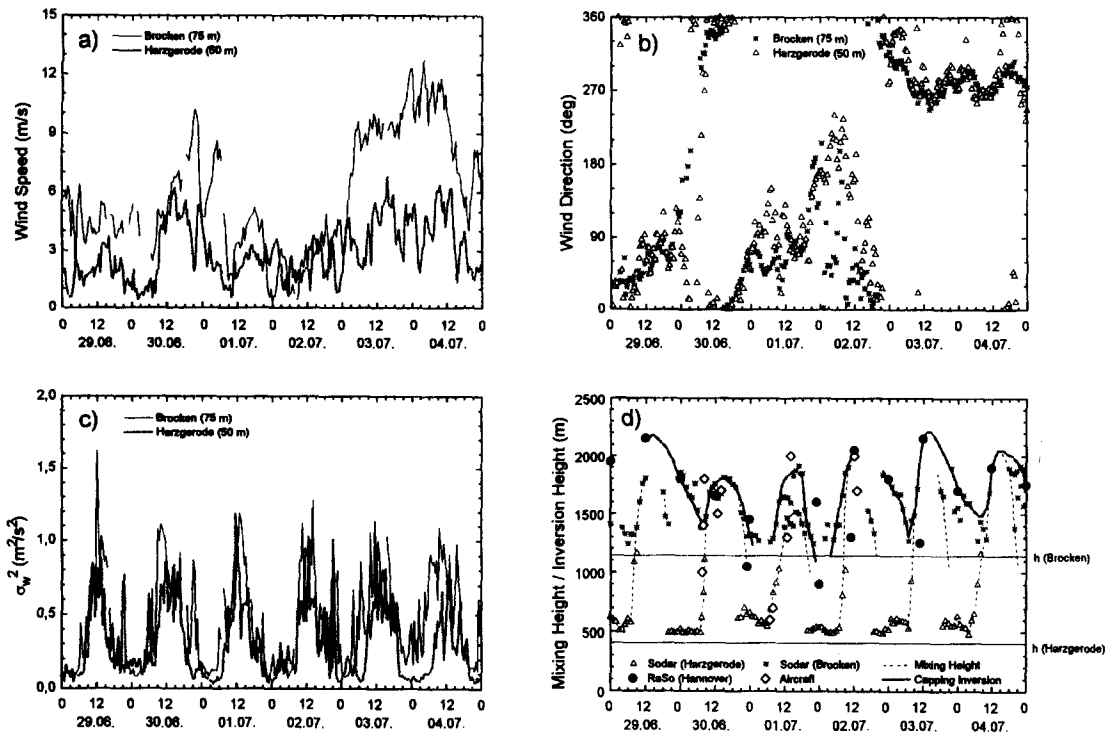 a)
Brocken (75 m)
Harzgerode (50 m)
Wind Speed (m/s)
15
12
9
6
3
0
0 12 0 12 0 12 0 12 0 12 0 12 0
29.06. 30.06. 01.07. 02.07. 03.07. 04.07.
b)
Brocken (75 m)
Harzgerode (50 m)
Wind Direction (deg)
360
270
180
90
0
0 12 0 12 0 12 0 12 0 12 0 12 0
29.06. 30.06. 01.07. 02.07. 03.07. 04.07.
c)
Brocken (75 m)
Harzgerode (50 m)
σw² (m²/s²)
2,0
1,5
1,0
0,5
0,0
0 12 0 12 0 12 0 12 0 12 0 12 0
29.06. 30.06. 01.07. 02.07. 03.07. 04.07.
d)
Mixing Height / Inversion Height (m)
2500
2000
1500
1000
500
0
h (Brocken)
h (Harzgerode)
Sodar (Harzgerode) Sodar (Brocken) Mixing Height
RaSo (Hannover) Aircraft Capping Inversion
0 12 0 12 0 12 0 12 0 12 0 12 0
29.06. 30.06. 01.07. 02.07. 03.07. 04.07.